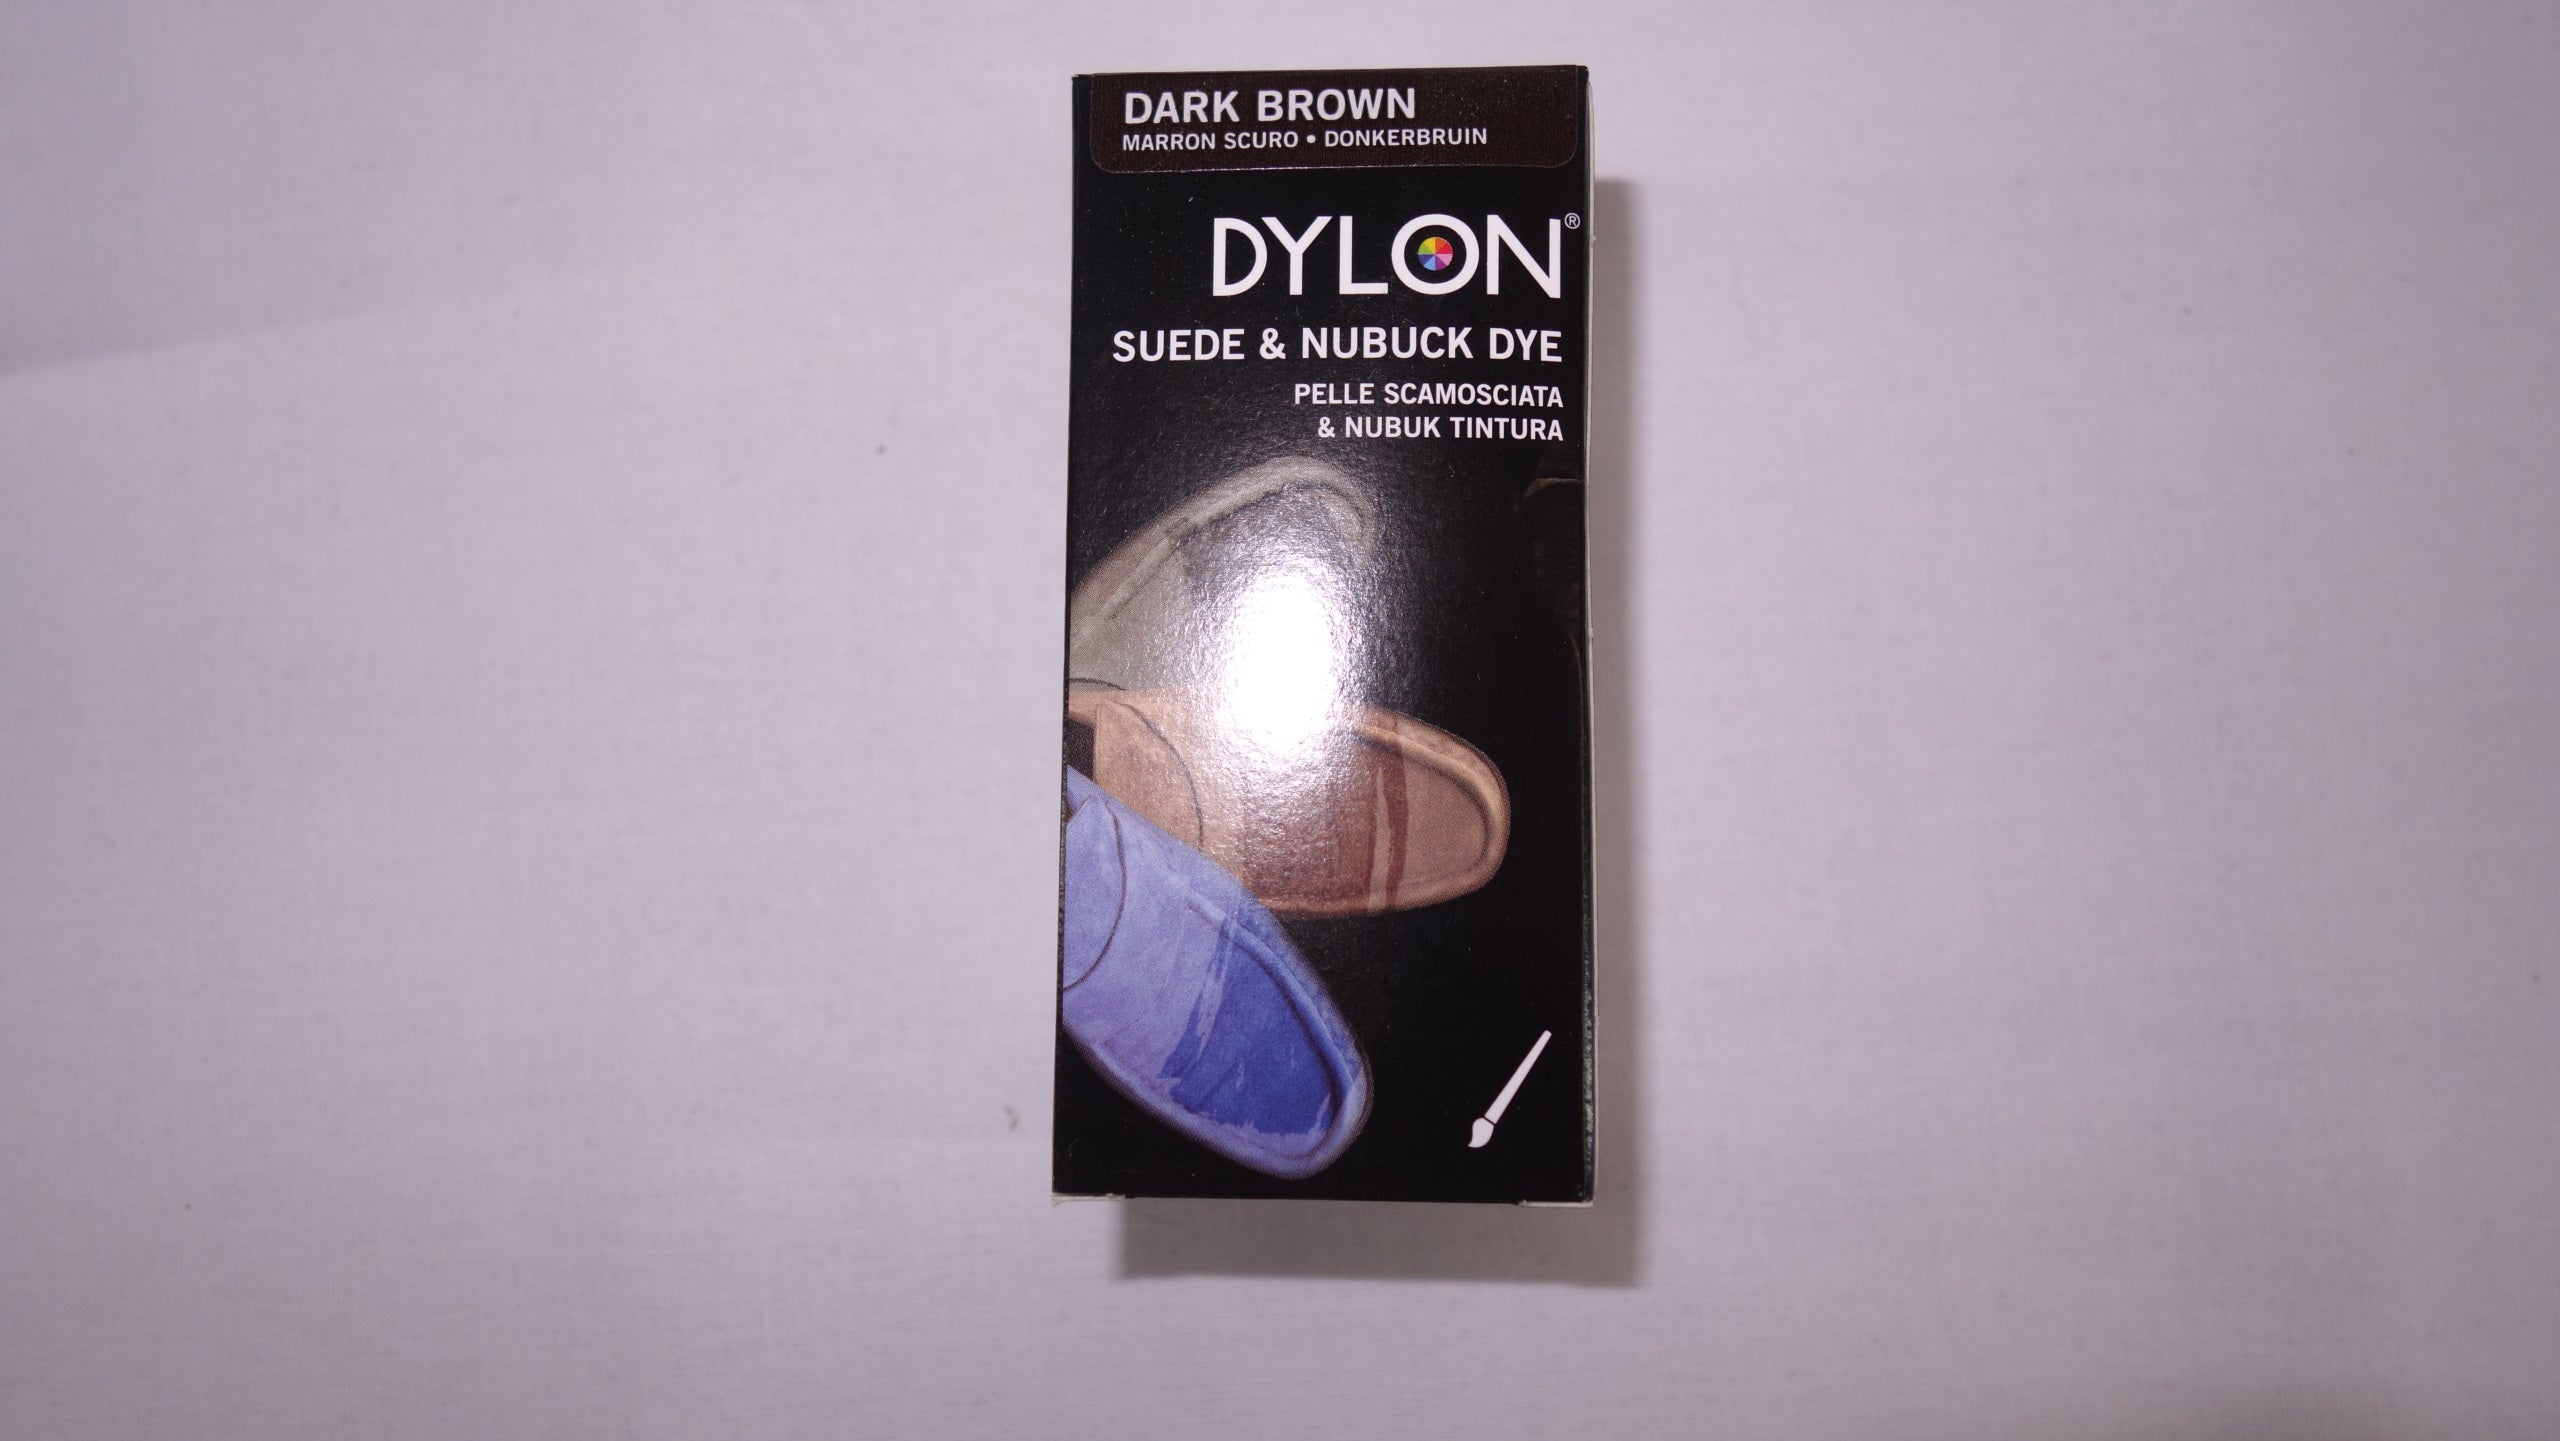 DARK BROWN
MARRON SCURO • DONKERBRUIN
DYLON®
SUEDE & NUBUCK DYE
PELLE SCAMOSCIATA
& NUBUK TINTURA